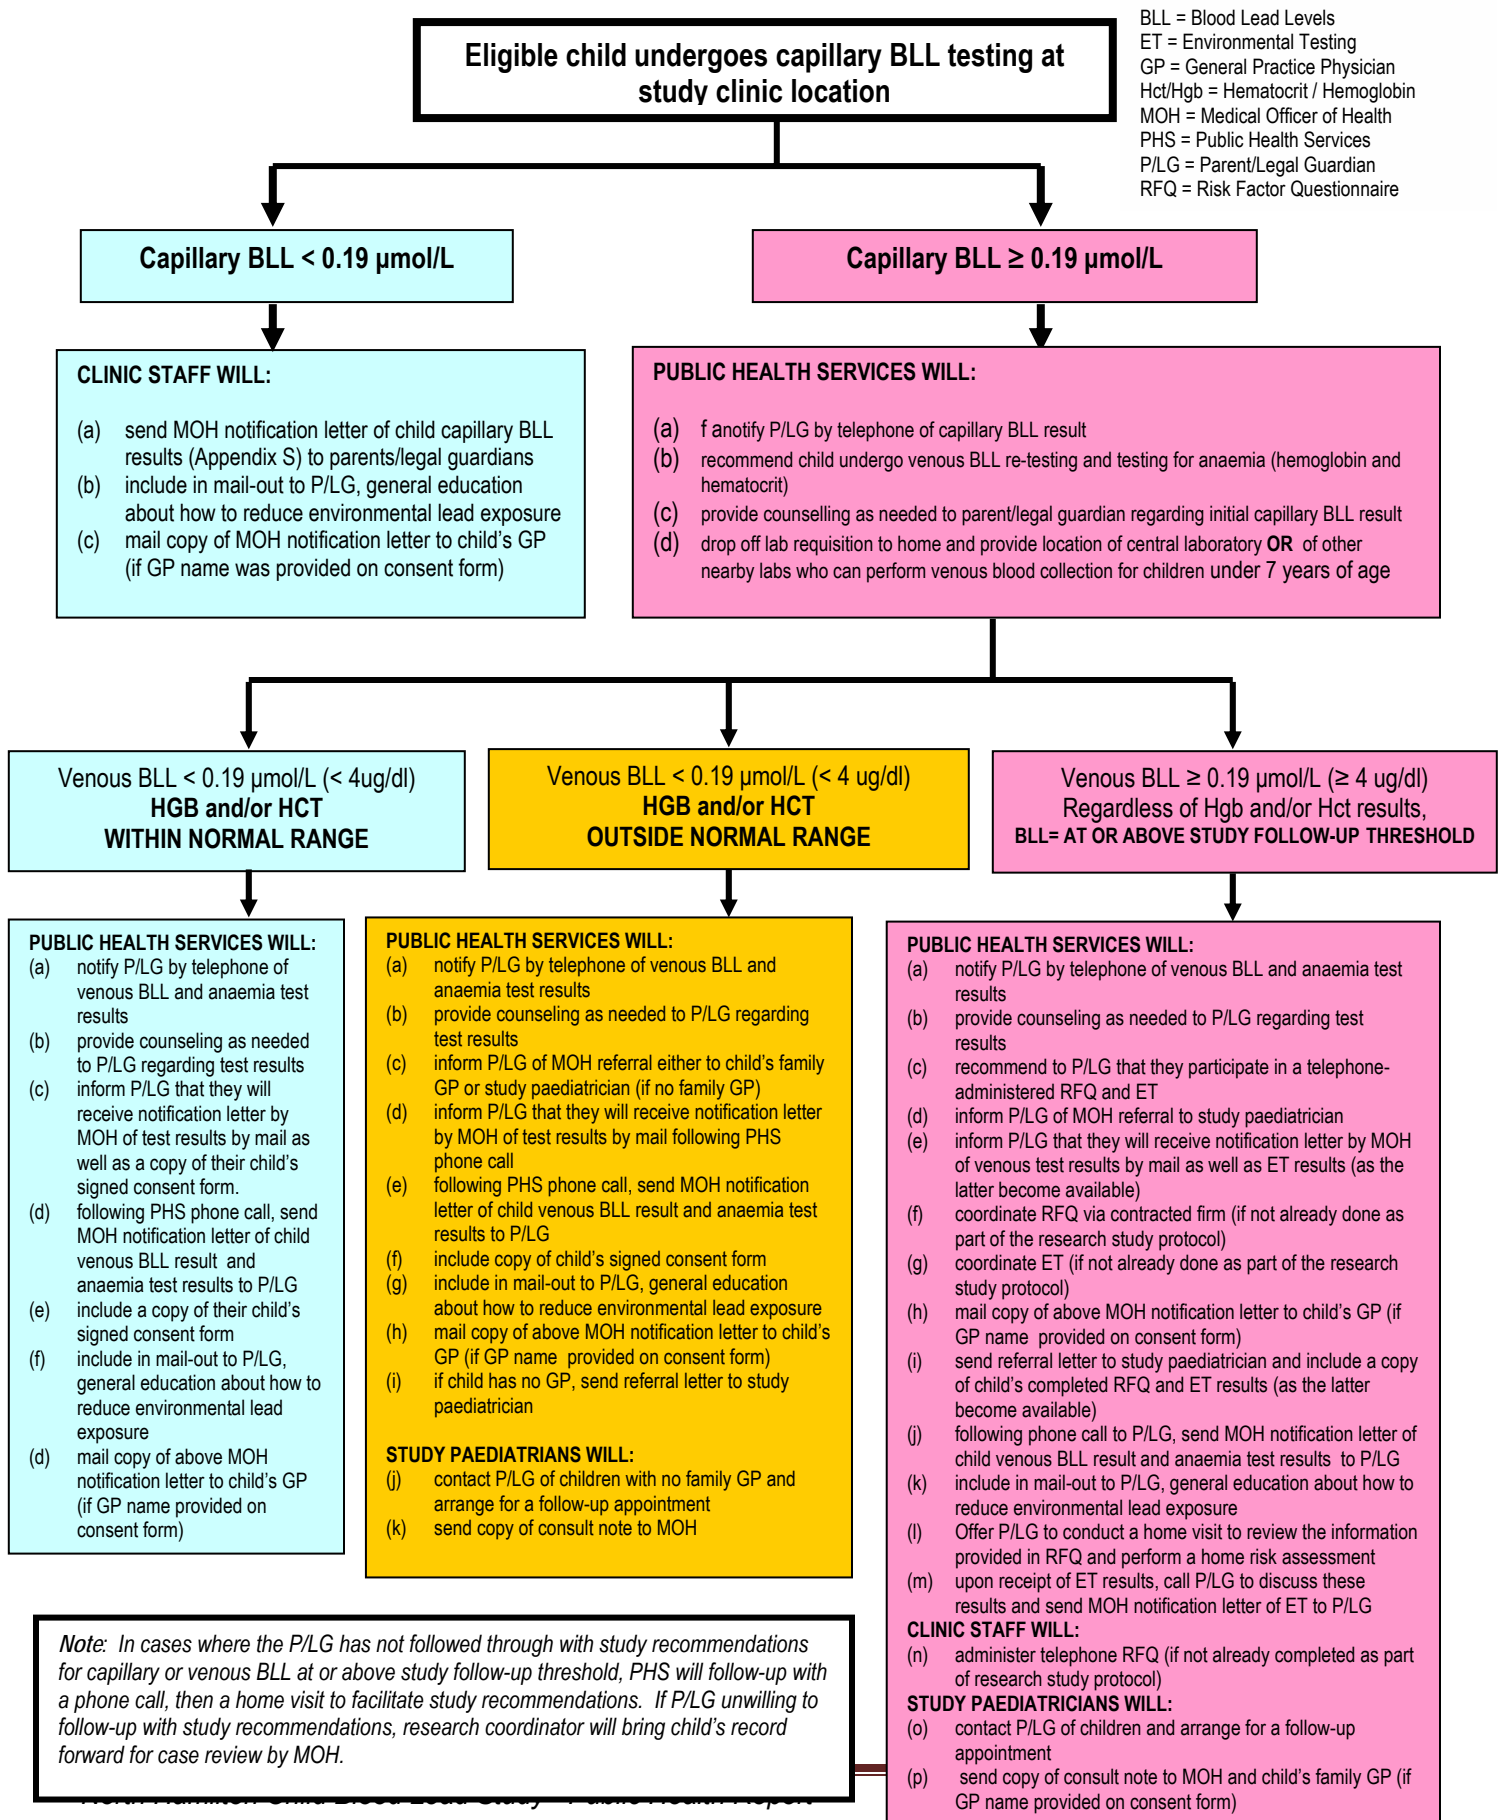 BLL = Blood Lead Levels
ET = Environmental Testing
GP = General Practice Physician
Hct/Hgb = Hematocrit / Hemoglobin
MOH = Medical Officer of Health
PHS = Public Health Services
P/LG = Parent/Legal Guardian
RFQ = Risk Factor Questionnaire
Eligible child undergoes capillary BLL testing at
study clinic location
Capillary BLL < 0.19 µmol/L
Capillary BLL ≥ 0.19 µmol/L
CLINIC STAFF WILL:
(a) send MOH notification letter of child capillary BLL
results (Appendix S) to parents/legal guardians
(b) include in mail-out to P/LG, general education
about how to reduce environmental lead exposure
(c) mail copy of MOH notification letter to child's GP
(if GP name was provided on consent form)
PUBLIC HEALTH SERVICES WILL:
(a) f anotify P/LG by telephone of capillary BLL result
(b) recommend child undergo venous BLL re-testing and testing for anaemia (hemoglobin and
hematocrit)
(c) provide counselling as needed to parent/legal guardian regarding initial capillary BLL result
(d) drop off lab requisition to home and provide location of central laboratory OR of other
nearby labs who can perform venous blood collection for children under 7 years of age
Venous BLL < 0.19 µmol/L (< 4ug/dl)
HGB and/or HCT
WITHIN NORMAL RANGE
Venous BLL < 0.19 µmol/L (< 4 ug/dl)
HGB and/or HCT
OUTSIDE NORMAL RANGE
Venous BLL ≥ 0.19 µmol/L (≥ 4 ug/dl)
Regardless of Hgb and/or Hct results,
BLL= AT OR ABOVE STUDY FOLLOW-UP THRESHOLD
PUBLIC HEALTH SERVICES WILL:
(a) notify P/LG by telephone of
venous BLL and anaemia test
results
(b) provide counseling as needed
to P/LG regarding test results
(c) inform P/LG that they will
receive notification letter by
MOH of test results by mail as
well as a copy of their child's
signed consent form.
(d) following PHS phone call, send
MOH notification letter of child
venous BLL result and
anaemia test results to P/LG
(e) include a copy of their child's
signed consent form
(f) include in mail-out to P/LG,
general education about how to
reduce environmental lead
exposure
(d) mail copy of above MOH
notification letter to child's GP
(if GP name provided on
consent form)
PUBLIC HEALTH SERVICES WILL:
(a) notify P/LG by telephone of venous BLL and
anaemia test results
(b) provide counseling as needed to P/LG regarding
test results
(c) inform P/LG of MOH referral either to child's family
GP or study paediatrician (if no family GP)
(d) inform P/LG that they will receive notification letter
by MOH of test results by mail following PHS
phone call
(e) following PHS phone call, send MOH notification
letter of child venous BLL result and anaemia test
results to P/LG
(f) include copy of child's signed consent form
(g) include in mail-out to P/LG, general education
about how to reduce environmental lead exposure
(h) mail copy of above MOH notification letter to child's
GP (if GP name provided on consent form)
(i) if child has no GP, send referral letter to study
paediatrician
STUDY PAEDIATRIANS WILL:
(j) contact P/LG of children with no family GP and
arrange for a follow-up appointment
(k) send copy of consult note to MOH
PUBLIC HEALTH SERVICES WILL:
(a) notify P/LG by telephone of venous BLL and anaemia test
results
(b) provide counseling as needed to P/LG regarding test
results
(c) recommend to P/LG that they participate in a telephone-
administered RFQ and ET
(d) inform P/LG of MOH referral to study paediatrician
(e) inform P/LG that they will receive notification letter by MOH
of venous test results by mail as well as ET results (as the
latter become available)
(f) coordinate RFQ via contracted firm (if not already done as
part of the research study protocol)
(g) coordinate ET (if not already done as part of the research
study protocol)
(h) mail copy of above MOH notification letter to child's GP (if
GP name provided on consent form)
(i) send referral letter to study paediatrician and include a copy
of child's completed RFQ and ET results (as the latter
become available)
(j) following phone call to P/LG, send MOH notification letter of
child venous BLL result and anaemia test results to P/LG
(k) include in mail-out to P/LG, general education about how to
reduce environmental lead exposure
(l) Offer P/LG to conduct a home visit to review the information
provided in RFQ and perform a home risk assessment
(m) upon receipt of ET results, call P/LG to discuss these
results and send MOH notification letter of ET to P/LG
CLINIC STAFF WILL:
(n) administer telephone RFQ (if not already completed as part
of research study protocol)
STUDY PAEDIATRICIANS WILL:
(o) contact P/LG of children and arrange for a follow-up
appointment
(p) send copy of consult note to MOH and child's family GP (if
GP name provided on consent form)
Note: In cases where the P/LG has not followed through with study recommendations
for capillary or venous BLL at or above study follow-up threshold, PHS will follow-up with
a phone call, then a home visit to facilitate study recommendations. If P/LG unwilling to
follow-up with study recommendations, research coordinator will bring child's record
forward for case review by MOH.
North Hamilton Child Blood Lead Study Public Health Report